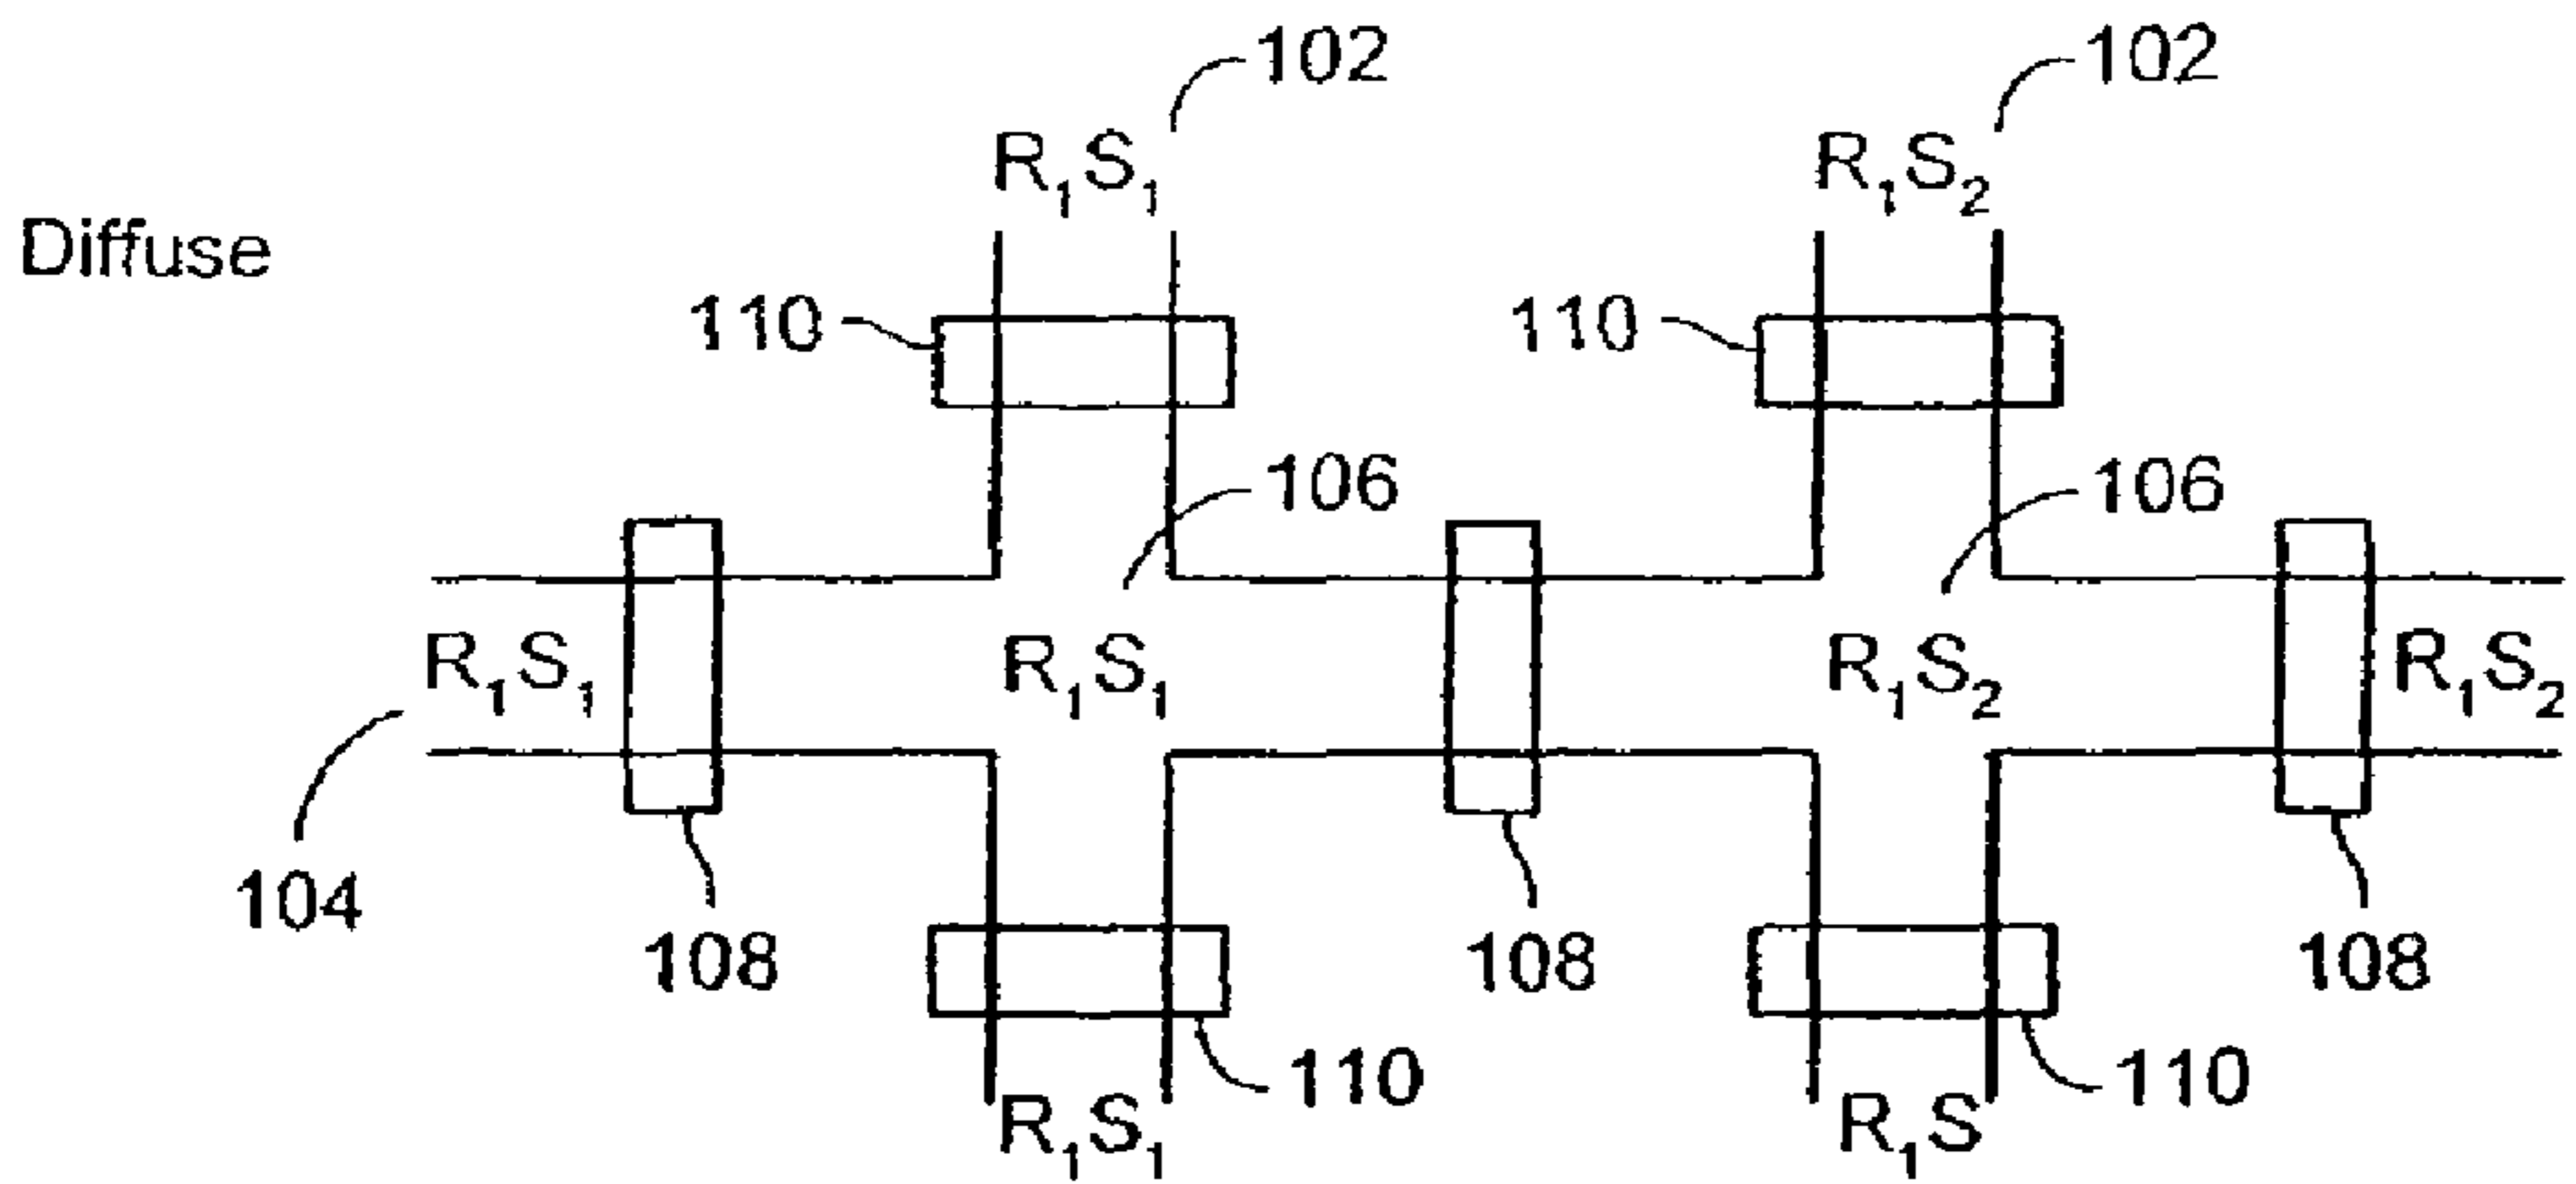 102 102
R₁S₁ R₁S₂
Diffuse
110 110
106 106
R₁S₁ R₁S₁ R₁S₂ R₁S₂
104
108 108 108
110 110
R₁S₁ R₁S